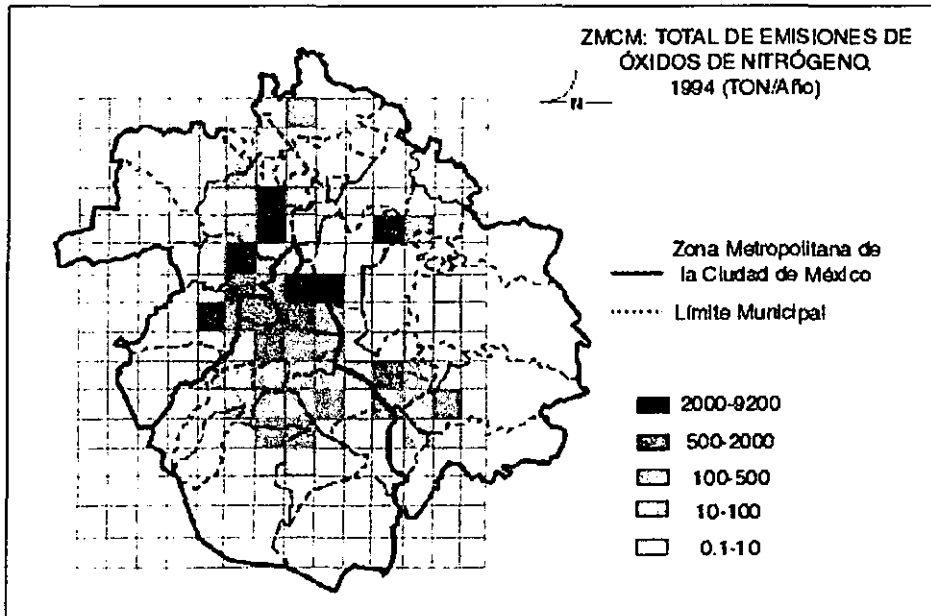 ZMCM: TOTAL DE EMISIONES DE
ÓXIDOS DE NITRÓGENO,
1994 (TON/Año)
N
Zona Metropolitana de
la Ciudad de México
Límite Municipal
2000-9200
500-2000
100-500
10-100
0.1-10